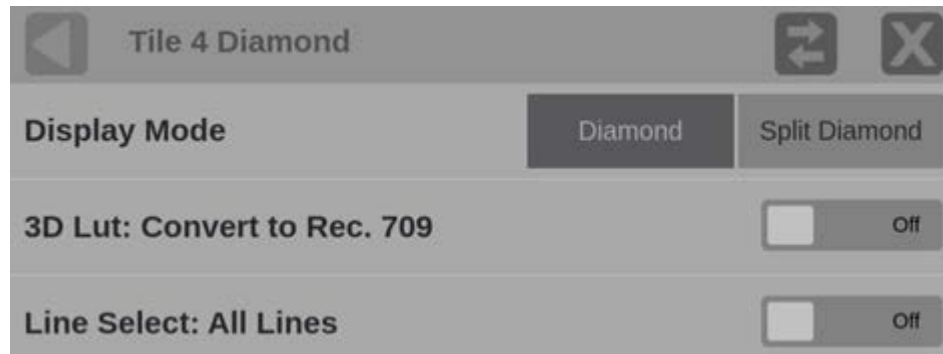 Tile 4 Diamond
Display Mode Diamond Split Diamond
3D Lut: Convert to Rec. 709 Off
Line Select: All Lines Off